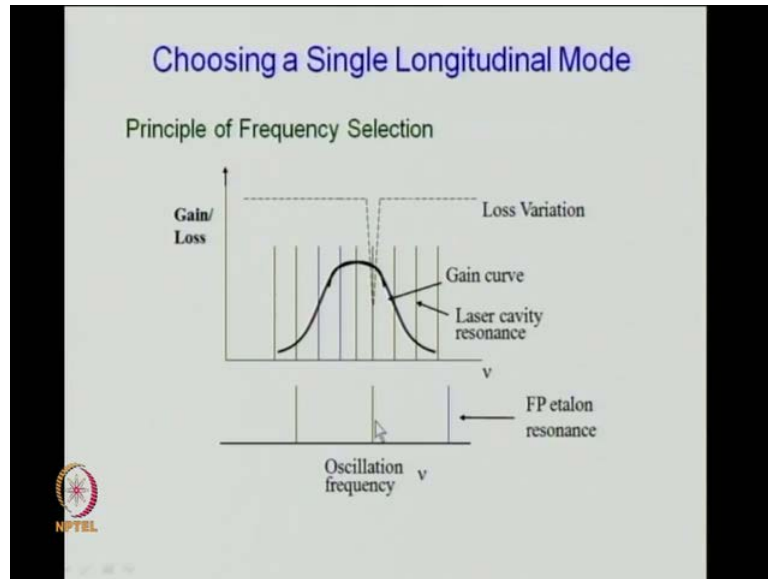 Choosing a Single Longitudinal Mode
Principle of Frequency Selection
Gain/
Loss
Loss Variation
Gain curve
Laser cavity
resonance
ν
FP etalon
resonance
Oscillation
frequency ν
NPTEL